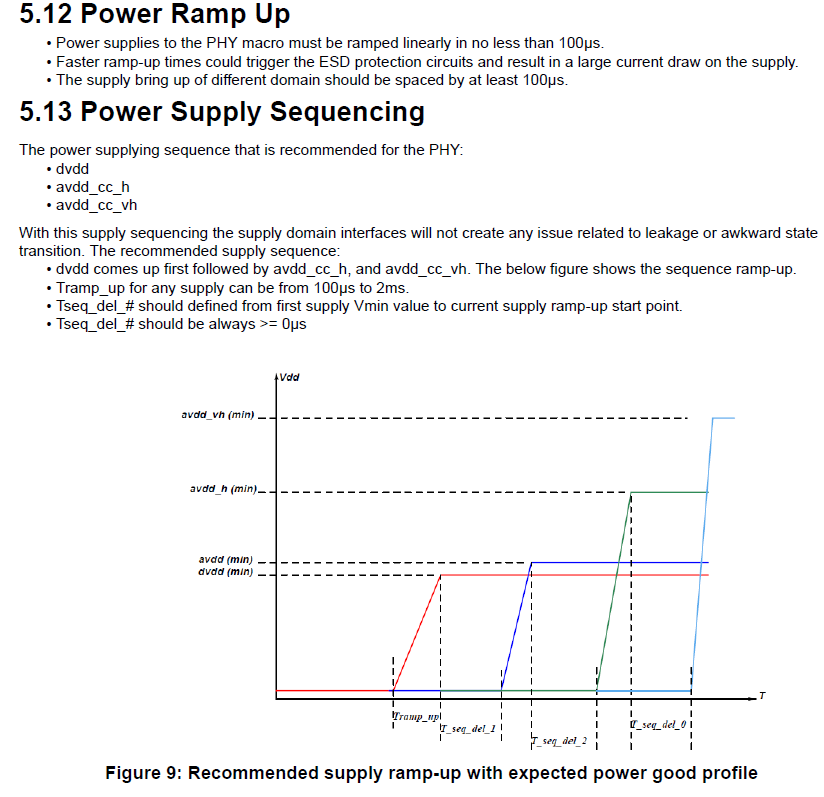 5.12 Power Ramp Up
• Power supplies to the PHY macro must be ramped linearly in no less than 100µs.
• Faster ramp-up times could trigger the ESD protection circuits and result in a large current draw on the supply.
• The supply bring up of different domain should be spaced by at least 100µs.
5.13 Power Supply Sequencing
The power supplying sequence that is recommended for the PHY:
• dvdd
• avdd_cc_h
• avdd_cc_vh
With this supply sequencing the supply domain interfaces will not create any issue related to leakage or awkward state
transition. The recommended supply sequence:
• dvdd comes up first followed by avdd_cc_h, and avdd_cc_vh. The below figure shows the sequence ramp-up.
• Tramp_up for any supply can be from 100µs to 2ms.
• Tseq_del_# should defined from first supply Vmin value to current supply ramp-up start point.
• Tseq_del_# should be always >= 0µs
Vdd
avdd_vh (min)
avdd_h (min)
avdd (min)
dvdd (min)
T
Tramp_up
T_seq_del_1
T_seq_del_2
T_seq_del_0
Figure 9: Recommended supply ramp-up with expected power good profile